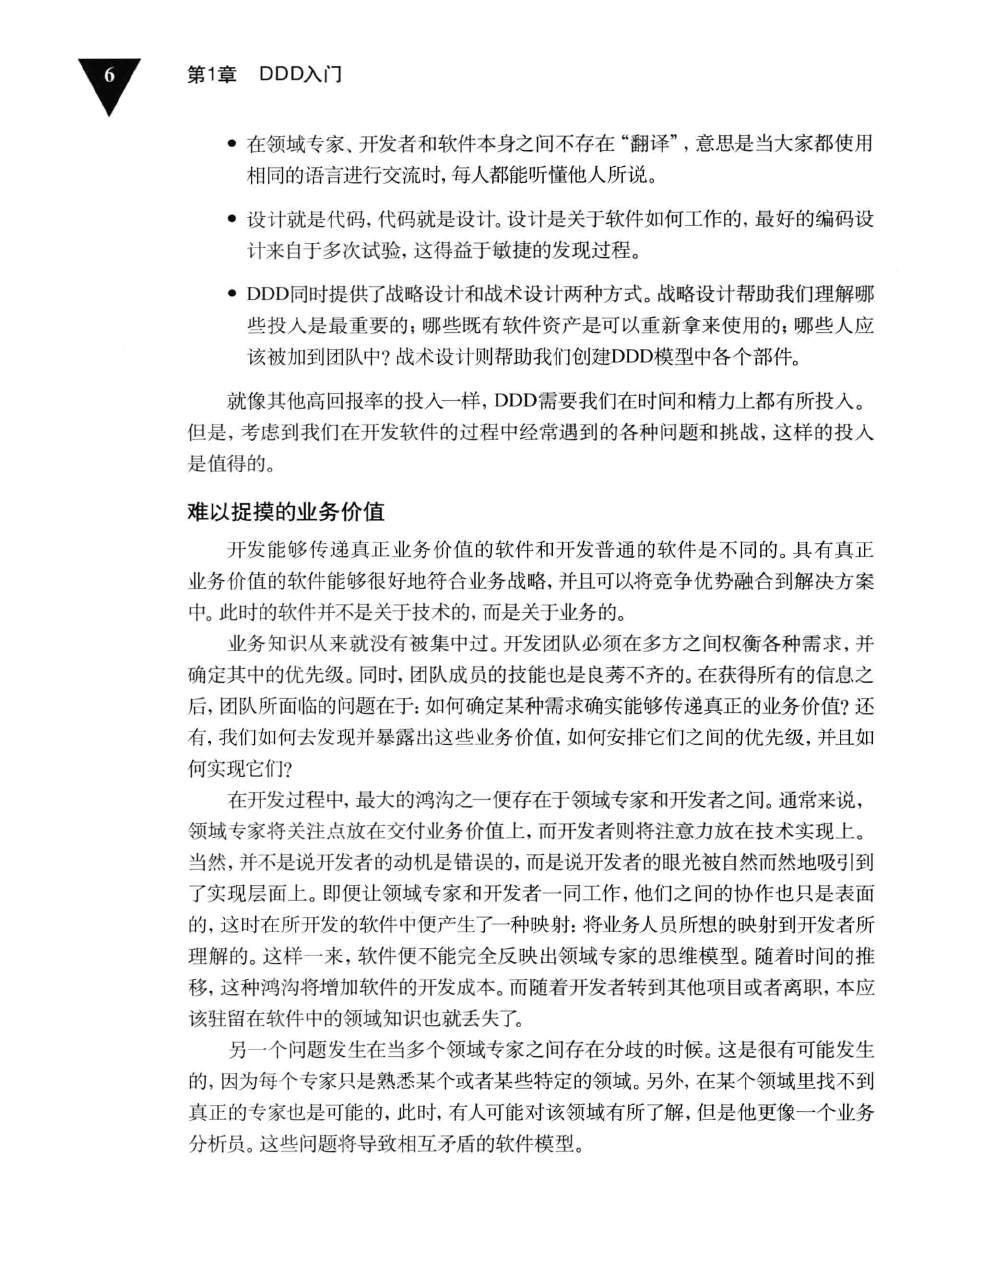 6
第1章 DDD入门
• 在领域专家、开发者和软件本身之间不存在“翻译”，意思是当大家都使用
相同的语言进行交流时，每人都能听懂他人所说。
• 设计就是代码，代码就是设计。设计是关于软件如何工作的，最好的编码设
计来自于多次试验，这得益于敏捷的发现过程。
• DDD同时提供了战略设计和战术设计两种方式。战略设计帮助我们理解哪
些投入是最重要的；哪些既有软件资产是可以重新拿来使用的；哪些人应
该被加到团队中？战术设计则帮助我们创建DDD模型中各个部件。
就像其他高回报率的投入一样，DDD需要我们在时间和精力上都有所投入。
但是，考虑到我们在开发软件的过程中经常遇到的各种问题和挑战，这样的投入
是值得的。
难以捉摸的业务价值
开发能够传递真正业务价值的软件和开发普通的软件是不同的。具有真正
业务价值的软件能够很好地符合业务战略，并且可以将竞争优势融合到解决方案
中。此时的软件并不是关于技术的，而是关于业务的。
业务知识从来就没有被集中过。开发团队必须在多方之间权衡各种需求，并
确定其中的优先级。同时，团队成员的技能也是良莠不齐的。在获得所有的信息之
后，团队所面临的问题在于：如何确定某种需求确实能够传递真正的业务价值？还
有，我们如何去发现并暴露出这些业务价值，如何安排它们之间的优先级，并且如
何实现它们？
在开发过程中，最大的鸿沟之一便存在于领域专家和开发者之间。通常来说，
领域专家将关注点放在交付业务价值上，而开发者则将注意力放在技术实现上。
当然，并不是说开发者的动机是错误的，而是说开发者的眼光被自然而然地吸引到
了实现层面上。即便让领域专家和开发者一同工作，他们之间的协作也只是表面
的，这时在所开发的软件中便产生了一种映射：将业务人员所想的映射到开发者所
理解的。这样一来，软件便不能完全反映出领域专家的思维模型。随着时间的推
移，这种鸿沟将增加软件的开发成本。而随着开发者转到其他项目或者离职，本应
该驻留在软件中的领域知识也就丢失了。
另一个问题发生在当多个领域专家之间存在分歧的时候。这是很有可能发生
的，因为每个专家只是熟悉某个或者某些特定的领域。另外，在某个领域里找不到
真正的专家也是可能的，此时，有人可能对该领域有所了解，但是他更像一个业务
分析员。这些问题将导致相互矛盾的软件模型。